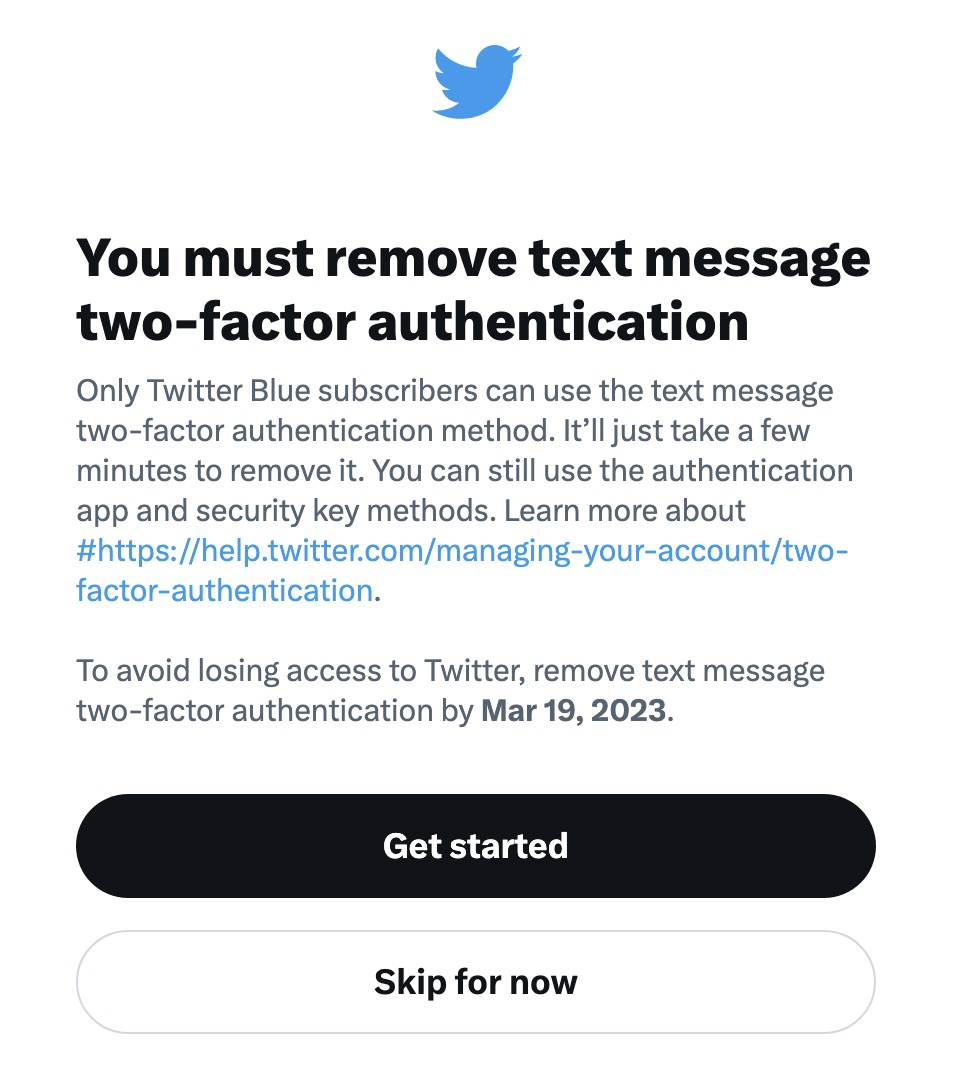 You must remove text message
two-factor authentication
Only Twitter Blue subscribers can use the text message
two-factor authentication method. It’ll just take a few
minutes to remove it. You can still use the authentication
app and security key methods. Learn more about
#https://help.twitter.com/managing-your-account/two-
factor-authentication.
To avoid losing access to Twitter, remove text message
two-factor authentication by Mar 19, 2023.
Get started
Skip for now